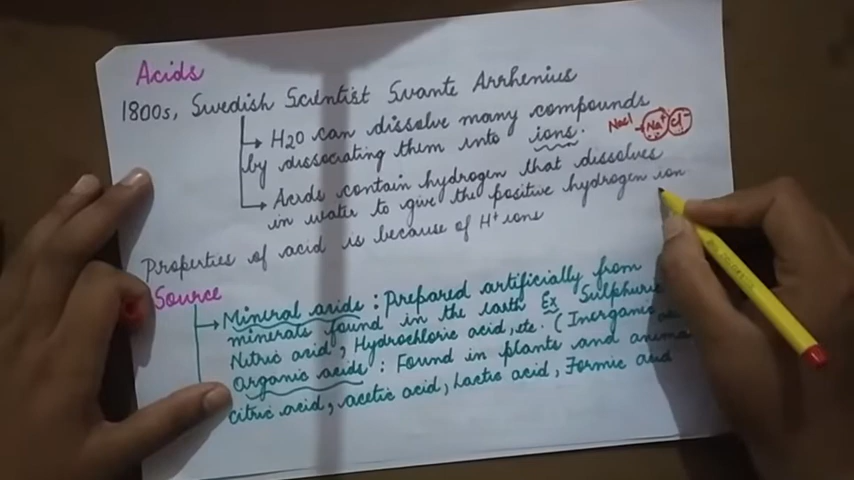 Acids
1800s, Swedish Scientist Svante Arrhenius
H2O can dissolve many compounds
by dissociating them into ions. Nacl Na+ Cl-
Acids contain hydrogen that dissolves
in water to give the positive hydrogen ion
Properties of acid is because of H+ ions
Source
Mineral acids : Prepared artificially from
minerals found in the earth Ex Sulphuric
Nitric acid, Hydrochloric acid, etc. (Inorganic
Organic acids : Found in plants and animal
citric acid, acetic acid, Lactic acid, Formic acid